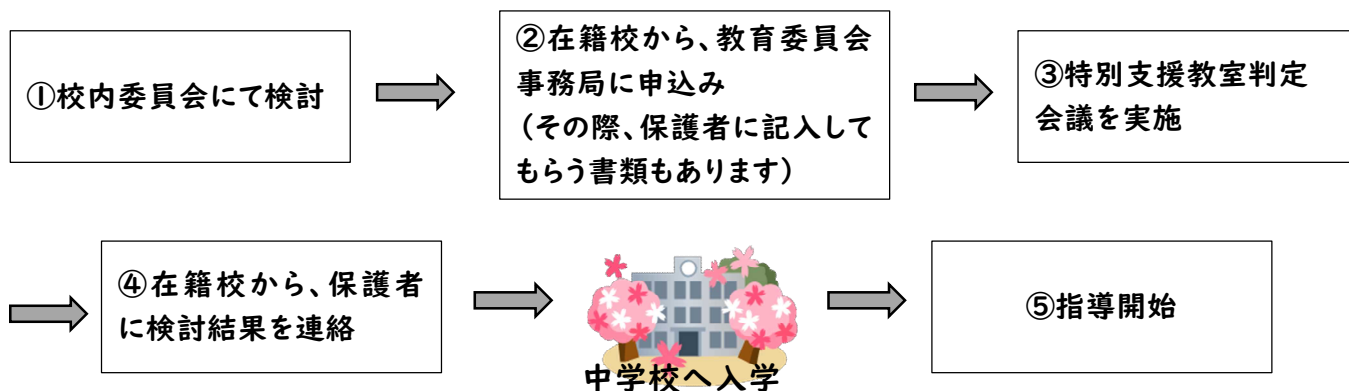 ①校内委員会にて検討
②在籍校から、教育委員会
事務局に申込み
（その際、保護者に記入して
もらう書類もあります）
③特別支援教室判定
会議を実施
④在籍校から、保護者
に検討結果を連絡
中学校へ入学
⑤指導開始